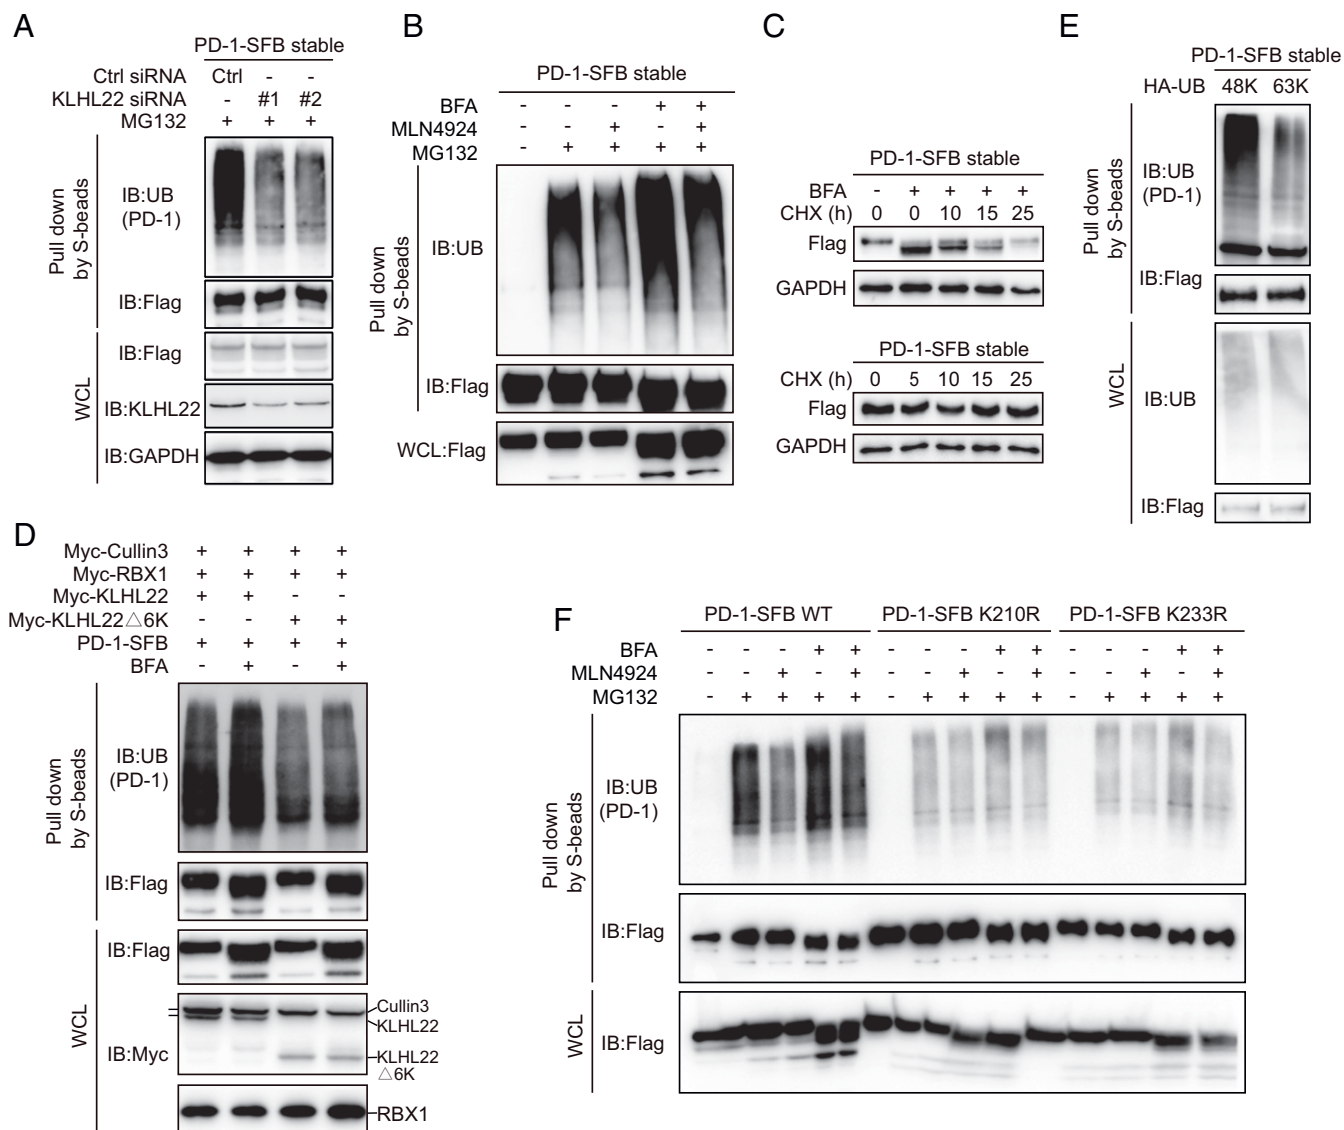 A
PD-1-SFB stable
Ctrl siRNA Ctrl - -
KLHL22 siRNA - #1 #2
MG132 + + +
Pull down by S-beads
IB:UB
(PD-1)
IB:Flag
WCL
IB:Flag
IB:KLHL22
IB:GAPDH
B
PD-1-SFB stable
BFA - - - + +
MLN4924 - - + - +
MG132 - + + + +
Pull down by S-beads
IB:UB
IB:Flag
WCL:Flag
C
PD-1-SFB stable
BFA - + + + +
CHX (h) 0 0 10 15 25
Flag
GAPDH
PD-1-SFB stable
CHX (h) 0 5 10 15 25
Flag
GAPDH
E
PD-1-SFB stable
HA-UB 48K 63K
Pull down by S-beads
IB:UB
(PD-1)
IB:Flag
WCL
IB:UB
IB:Flag
D
Myc-Cullin3 + + + +
Myc-RBX1 + + + +
Myc-KLHL22 + + - -
Myc-KLHL22△6K - - + +
PD-1-SFB + + + +
BFA - + - +
Pull down by S-beads
IB:UB
(PD-1)
IB:Flag
WCL
IB:Flag
IB:Myc
Cullin3
KLHL22
KLHL22
△6K
RBX1
F
PD-1-SFB WT PD-1-SFB K210R PD-1-SFB K233R
BFA - - - + + - - - + + - - - + +
MLN4924 - - + - + - - + - + - - + - +
MG132 - + + + + - + + + + - + + + +
Pull down by S-beads
IB:UB
(PD-1)
IB:Flag
WCL
IB:Flag